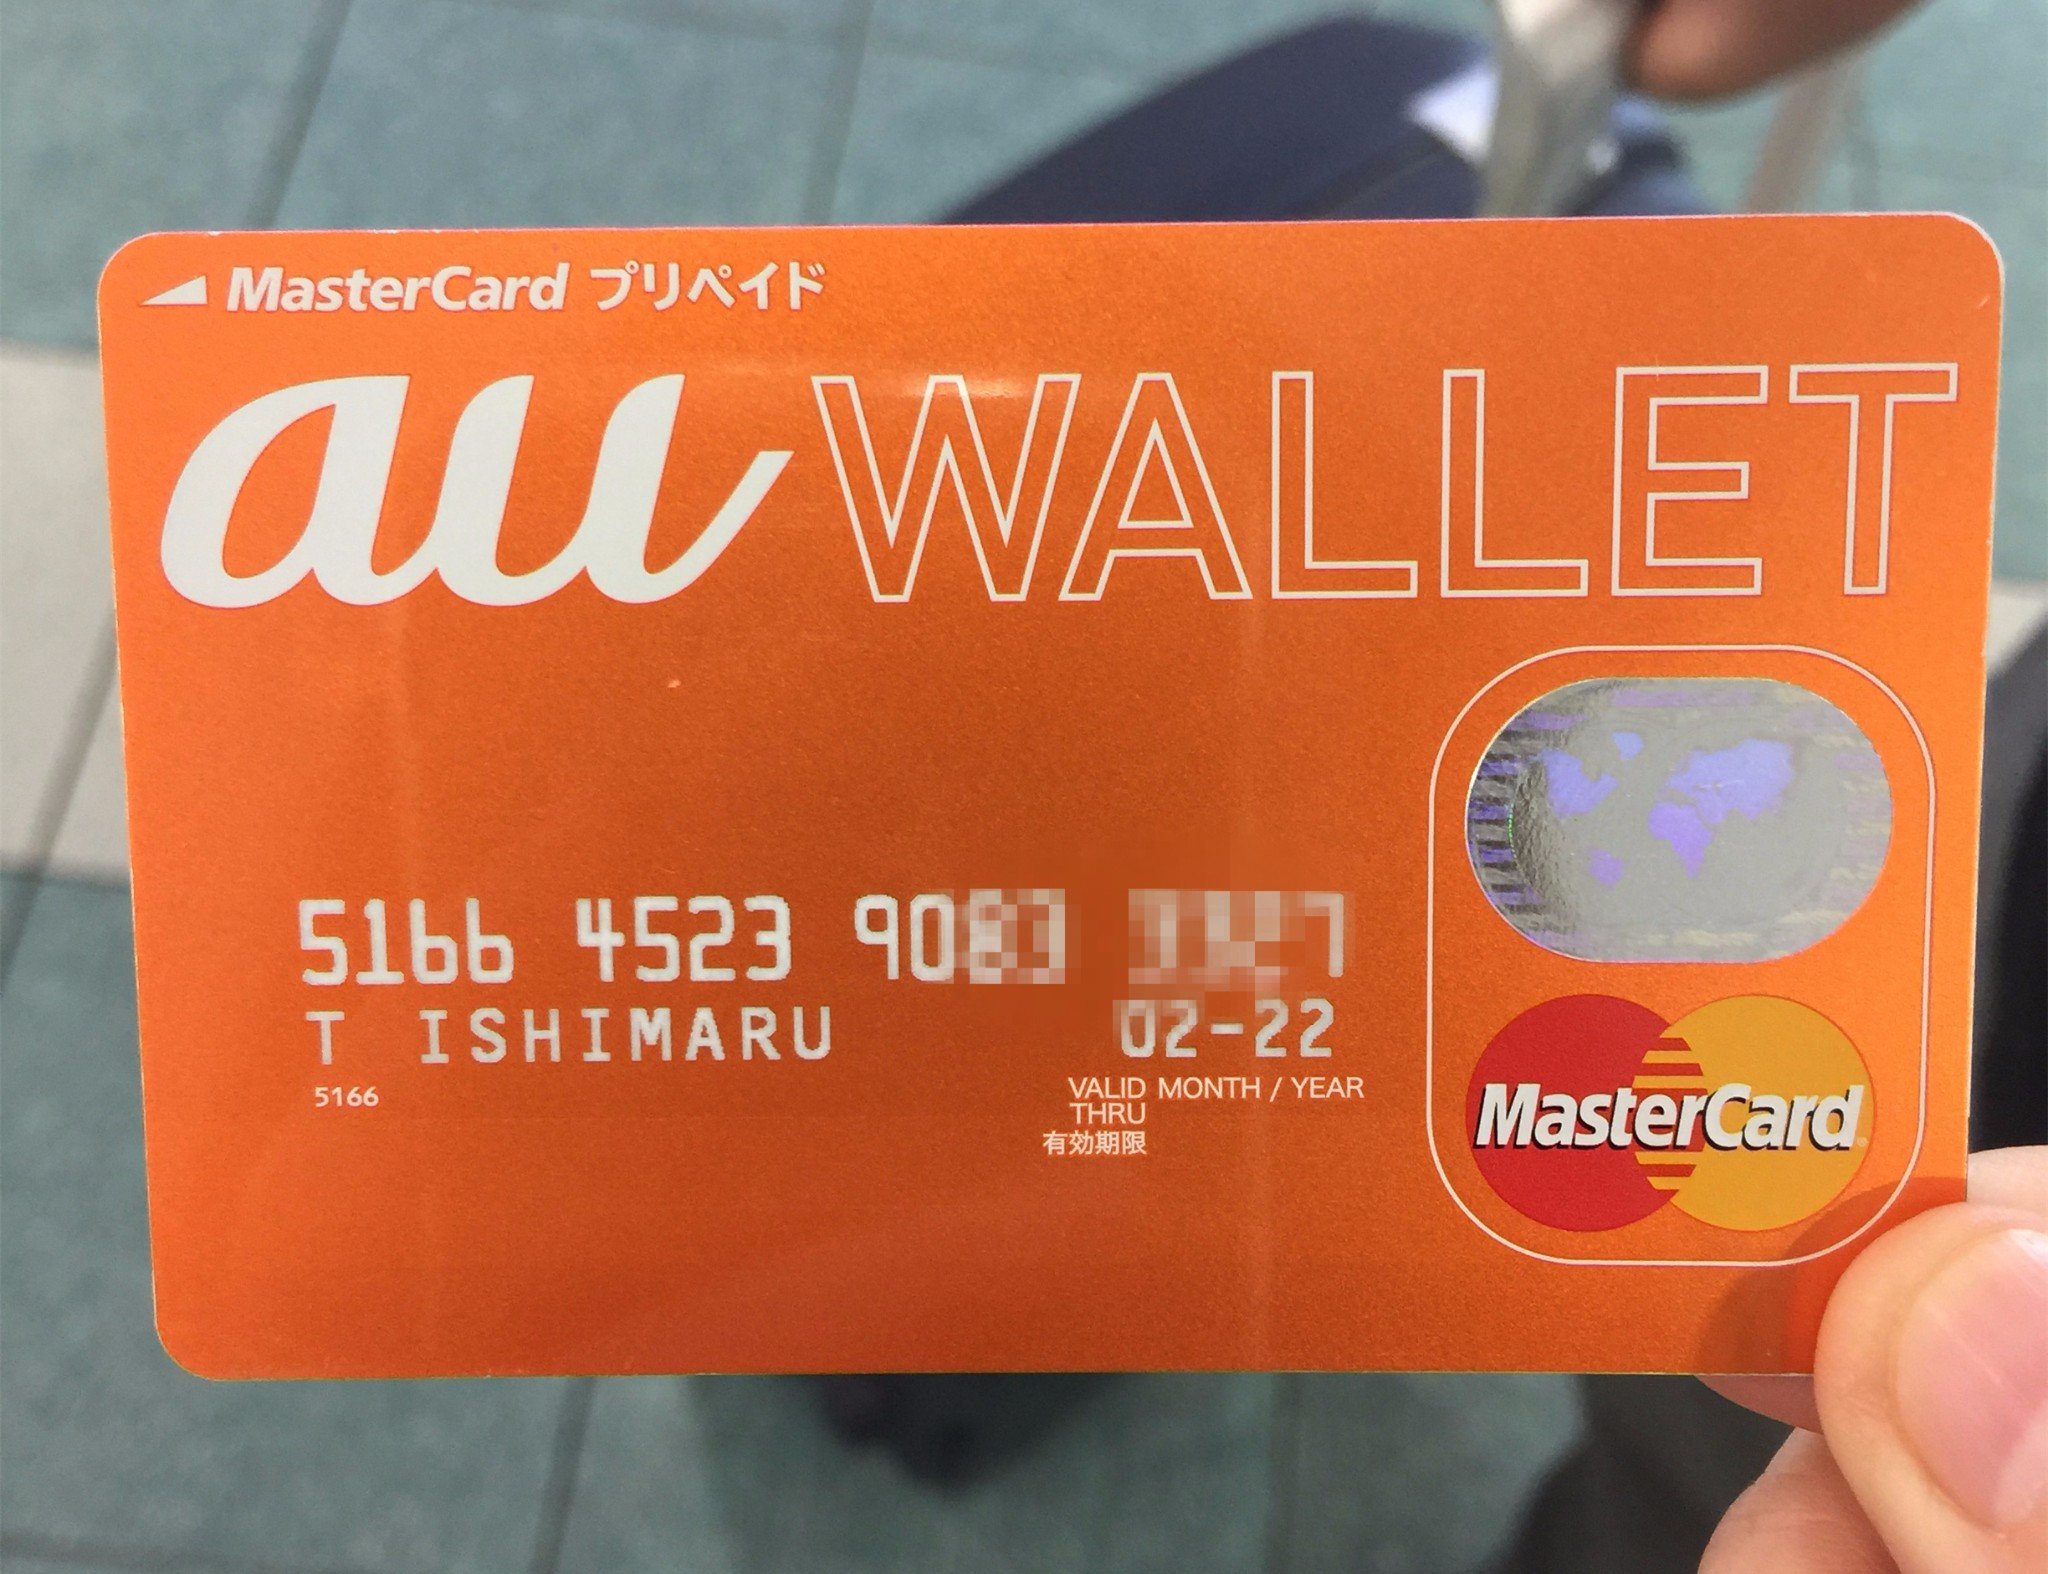 MasterCard プリペイド
au WALLET
5166 4523 90
T ISHIMARU 02-22
5166 VALID MONTH / YEAR
THRU
有効期限
MasterCard